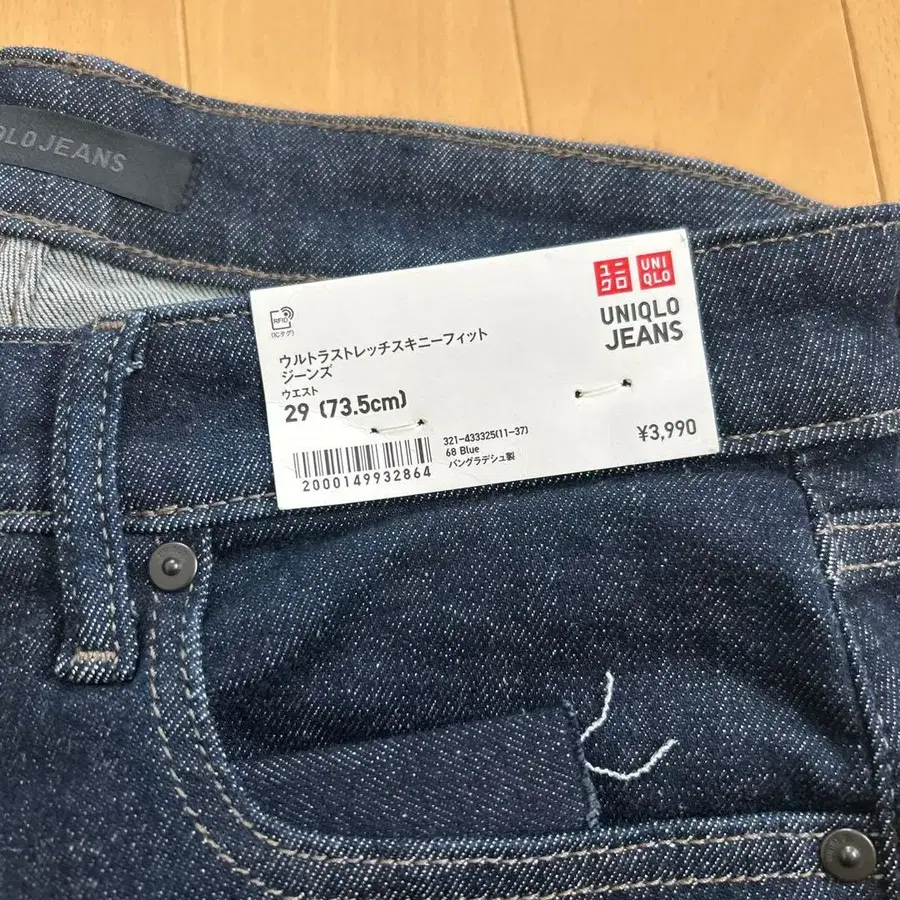 QLO JEANS
ユニ
クロ
UNI
QLO
UNIQLO
JEANS
RFID
(ICタグ)
ウルトラストレッチスキニーフィット
ジーンズ
ウエスト
29 (73.5cm)
321-433325(11-37)
68 Blue
バングラデシュ製
¥3,990
2000149932864